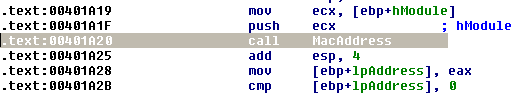 .text:00401A19 mov ecx, [ebp+hModule]
.text:00401A1F push ecx ; hModule
.text:00401A20 call MacAddress
.text:00401A25 add esp, 4
.text:00401A28 mov [ebp+lpAddress], eax
.text:00401A2B cmp [ebp+lpAddress], 0